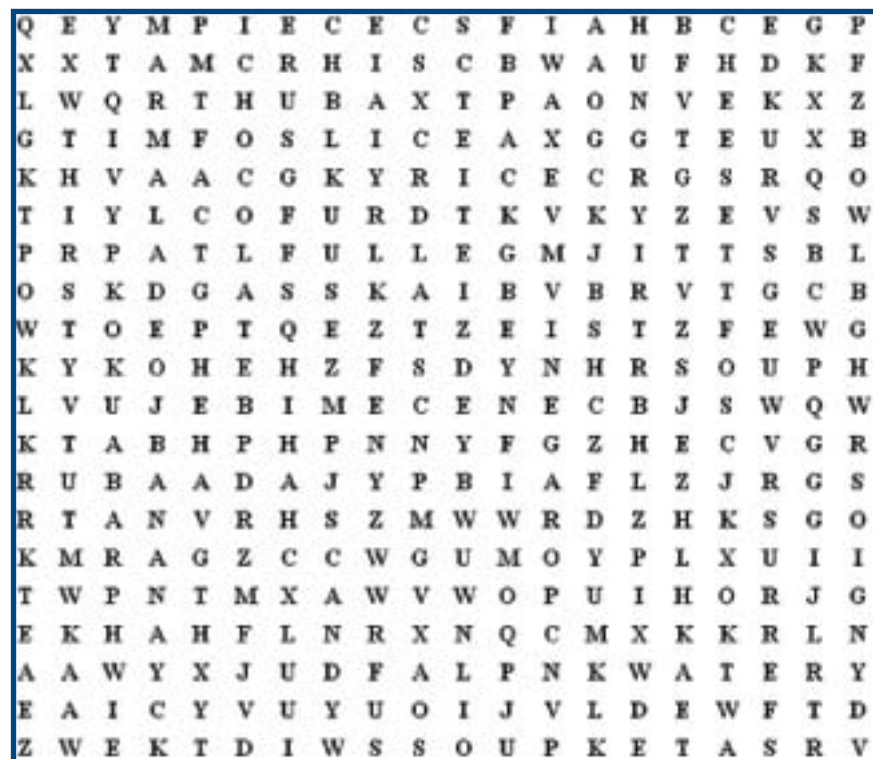 Q E Y M P I E C E C S F I A H B C E G P
X X T A M C R H I S C B W A U F H D K F
L W Q R T H U B A X T P A O N V E K X Z
G T I M F O S L I C E A X G G T E U X B
K H V A A C G K Y R I C E C R G S R Q O
T I Y L C O F U R D T K V K Y Z E V S W
P R P A T L F U L L E G M J I T T S B L
O S K D G A S S K A I B V B R V T G C B
W T O E P T Q E Z T Z E I S T Z F E W G
K Y K O H E H Z F S D Y N H R S O U P H
L V U J E B I M E C E N E C B J S W Q W
K T A B H P H P N N Y F G Z H E C V G R
R U B A A D A J Y P B I A F L Z J R G S
R T A N V R H S Z M W W R D Z H K S G O
K M R A G Z C C W G U M O Y P L X U I I
T W P N T M X A W V W O P U I H O R J G
E K H A H F L N R X N Q C M X K K R L N
A A W Y X J U D F A L P N K W A T E R Y
E A I C Y V U Y U O I J V L D E W F T D
Z W E K T D I W S S O U P K E T A S R V